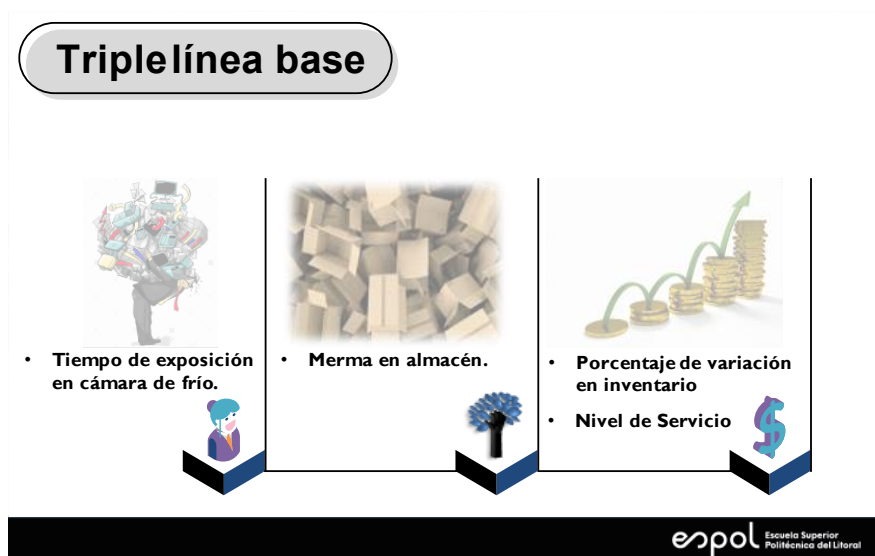 Triple línea base
• Tiempo de exposición
en cámara de frío.
• Merma en almacén.
• Porcentaje de variación
en inventario
• Nivel de Servicio
espol Escuela Superior
Politécnica del Litoral